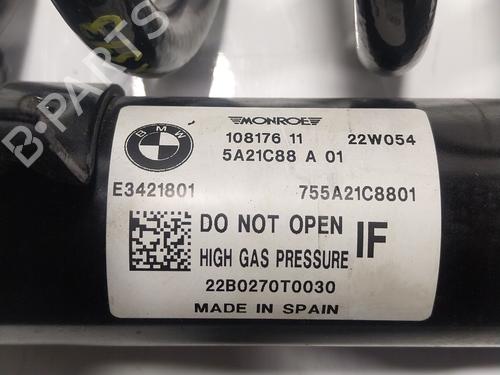 B-PARTS
BMW
MONROE
108176 11 22W054
5A21C88 A 01
E3421801 755A21C8801
DO NOT OPEN
HIGH GAS PRESSURE IF
22B0270T0030
MADE IN SPAIN